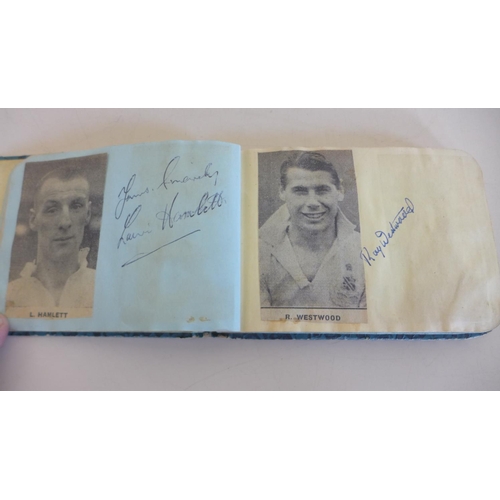 Yours Sincerely
Lewis Hamlett
L. HAMLETT
Ray Westwood
R. WESTWOOD